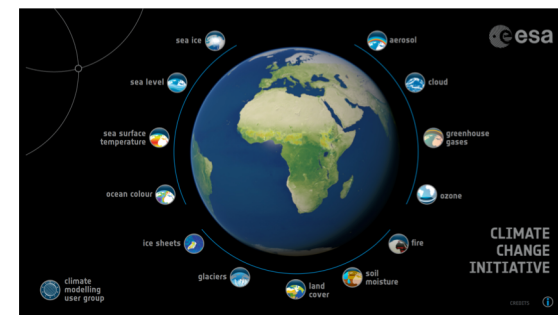 esa
sea ice
aerosol
sea level
cloud
sea surface
temperature
greenhouse
gases
ocean colour
ozone
ice sheets
fire
glaciers
land
cover
soil
moisture
climate
modelling
user group
CLIMATE
CHANGE
INITIATIVE
CREDITS
i